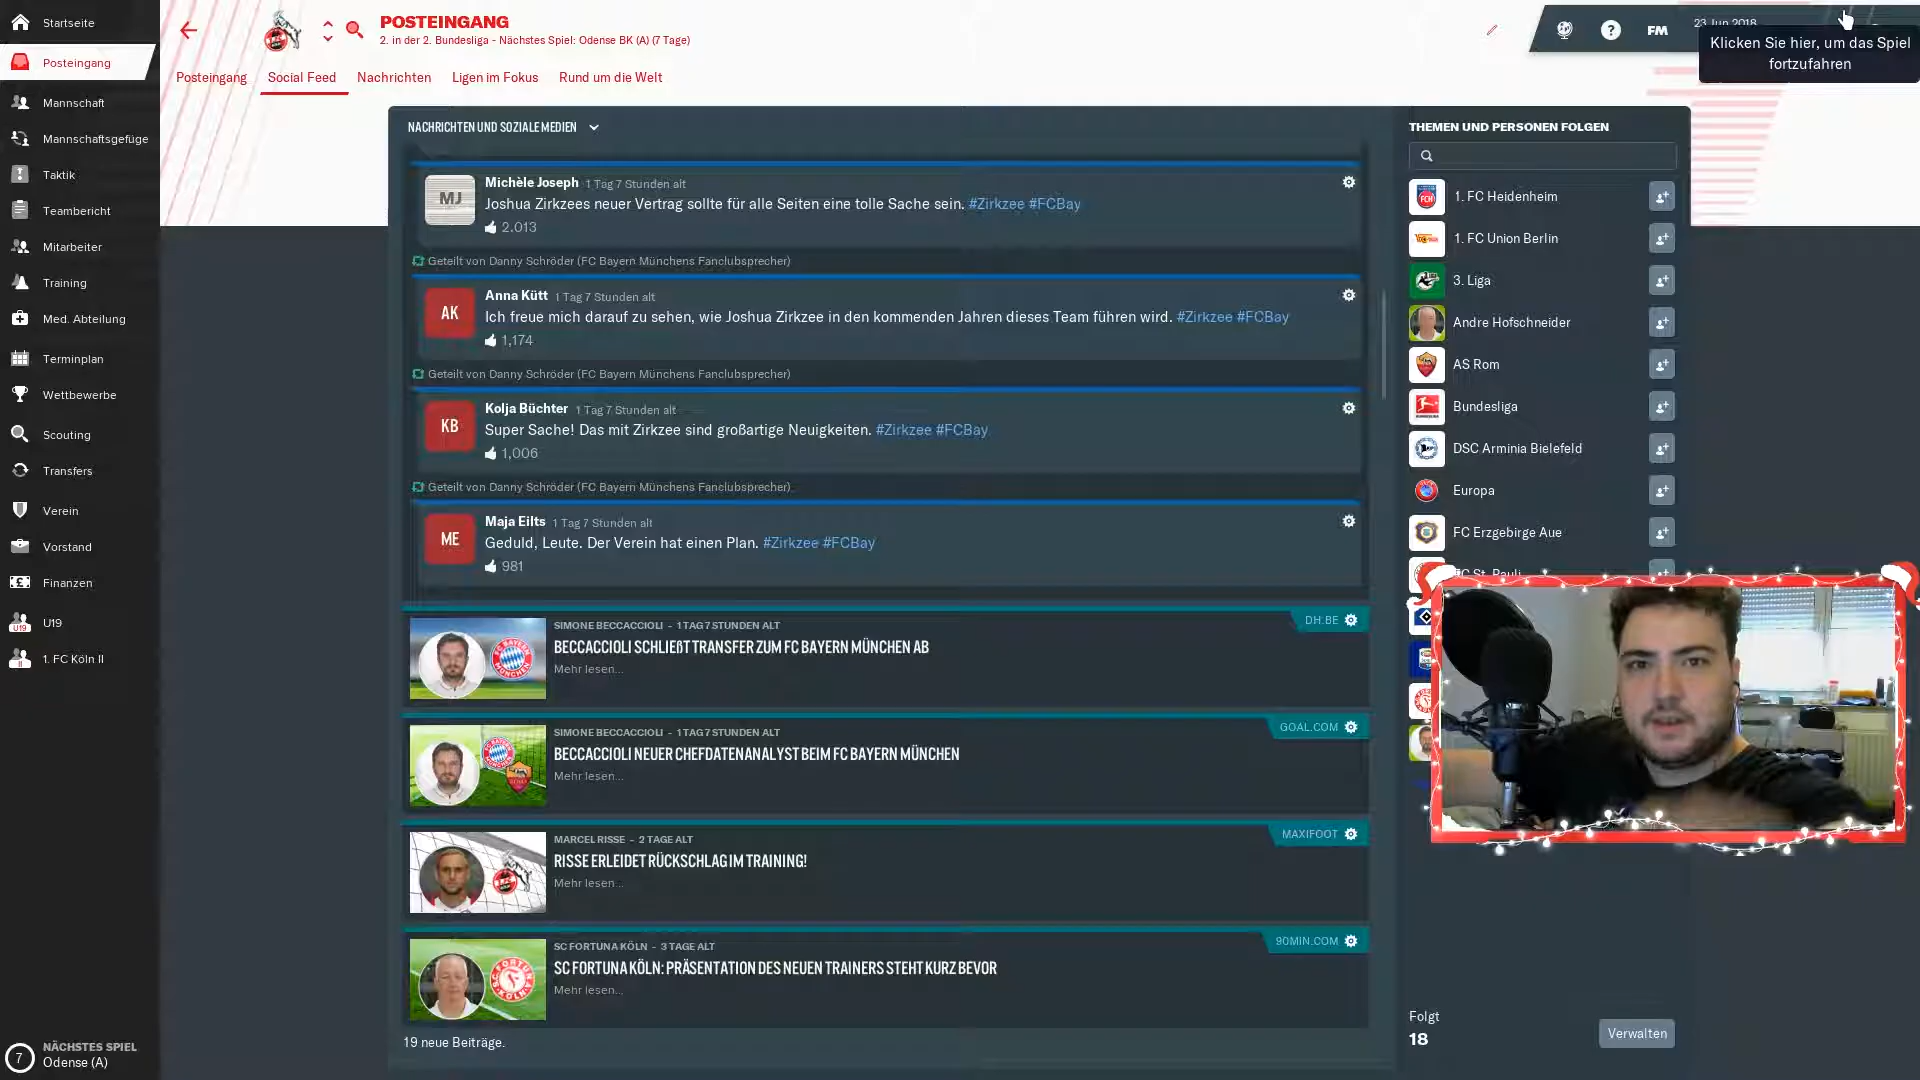 Startseite
Posteingang
Mannschaft
Mannschaftsgefüge
Taktik
Teambericht
Mitarbeiter
Training
Med. Abteilung
Terminplan
Wettbewerbe
Scouting
Transfers
Verein
Vorstand
Finanzen
U19
U19
1. FC Köln II
7
NÄCHSTES SPIEL
Odense (A)
POSTEINGANG
2. in der 2. Bundesliga - Nächstes Spiel: Odense BK (A) (7 Tage)
FM
23 Jun 2018
Klicken Sie hier, um das Spiel
fortzufahren
Posteingang Social Feed Nachrichten Ligen im Fokus Rund um die Welt
NACHRICHTEN UND SOZIALE MEDIEN
MJ
Michèle Joseph 1 Tag 7 Stunden alt
Joshua Zirkzees neuer Vertrag sollte für alle Seiten eine tolle Sache sein. #Zirkzee #FCBay
2.013
Geteilt von Danny Schröder (FC Bayern Münchens Fanclubsprecher)
AK
Anna Kütt 1 Tag 7 Stunden alt
Ich freue mich darauf zu sehen, wie Joshua Zirkzee in den kommenden Jahren dieses Team führen wird. #Zirkzee #FCBay
1,174
Geteilt von Danny Schröder (FC Bayern Münchens Fanclubsprecher)
KB
Kolja Büchter 1 Tag 7 Stunden alt
Super Sache! Das mit Zirkzee sind großartige Neuigkeiten. #Zirkzee #FCBay
1,006
Geteilt von Danny Schröder (FC Bayern Münchens Fanclubsprecher)
ME
Maja Eilts 1 Tag 7 Stunden alt
Geduld, Leute. Der Verein hat einen Plan. #Zirkzee #FCBay
981
SIMONE BECCACCIOLI - 1 TAG 7 STUNDEN ALT
DH.BE
BECCACCIOLI SCHLIEßT TRANSFER ZUM FC BAYERN MÜNCHEN AB
Mehr lesen...
SIMONE BECCACCIOLI - 1 TAG 7 STUNDEN ALT
GOAL.COM
BECCACCIOLI NEUER CHEFDATENANALYST BEIM FC BAYERN MÜNCHEN
Mehr lesen...
MARCEL RISSE - 2 TAGE ALT
MAXIFOOT
RISSE ERLEIDET RÜCKSCHLAG IM TRAINING!
Mehr lesen...
SC FORTUNA KÖLN - 3 TAGE ALT
90MIN.COM
SC FORTUNA KÖLN: PRÄSENTATION DES NEUEN TRAINERS STEHT KURZ BEVOR
Mehr lesen...
19 neue Beiträge.
THEMEN UND PERSONEN FOLGEN
1. FC Heidenheim
1. FC Union Berlin
3. Liga
Andre Hofschneider
AS Rom
Bundesliga
DSC Arminia Bielefeld
Europa
FC Erzgebirge Aue
FC St. Pauli
Folgt
18
Verwalten